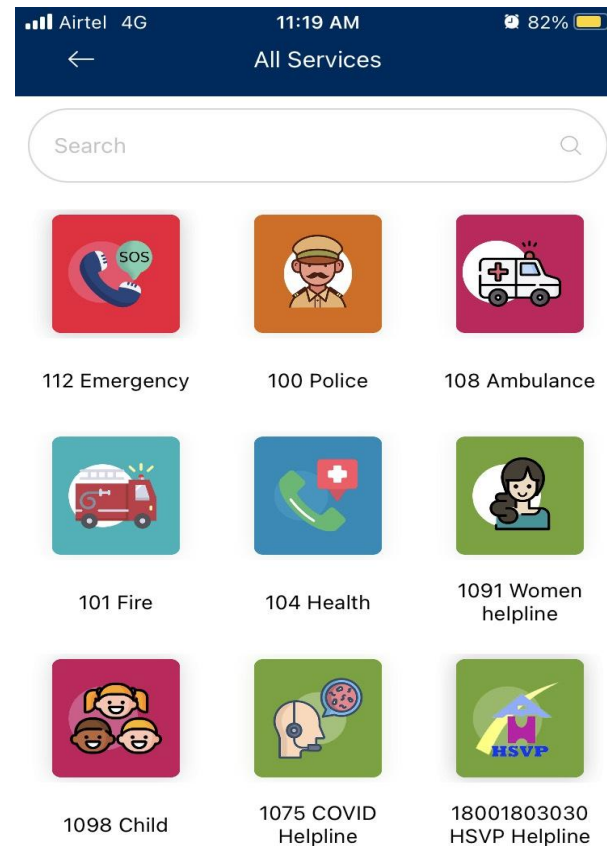 Airtel 4G 11:19 AM 82%
All Services
Search
SOS
112 Emergency
100 Police
108 Ambulance
101 Fire
104 Health
1091 Women
helpline
HSVP
1098 Child
1075 COVID
Helpline
18001803030
HSVP Helpline